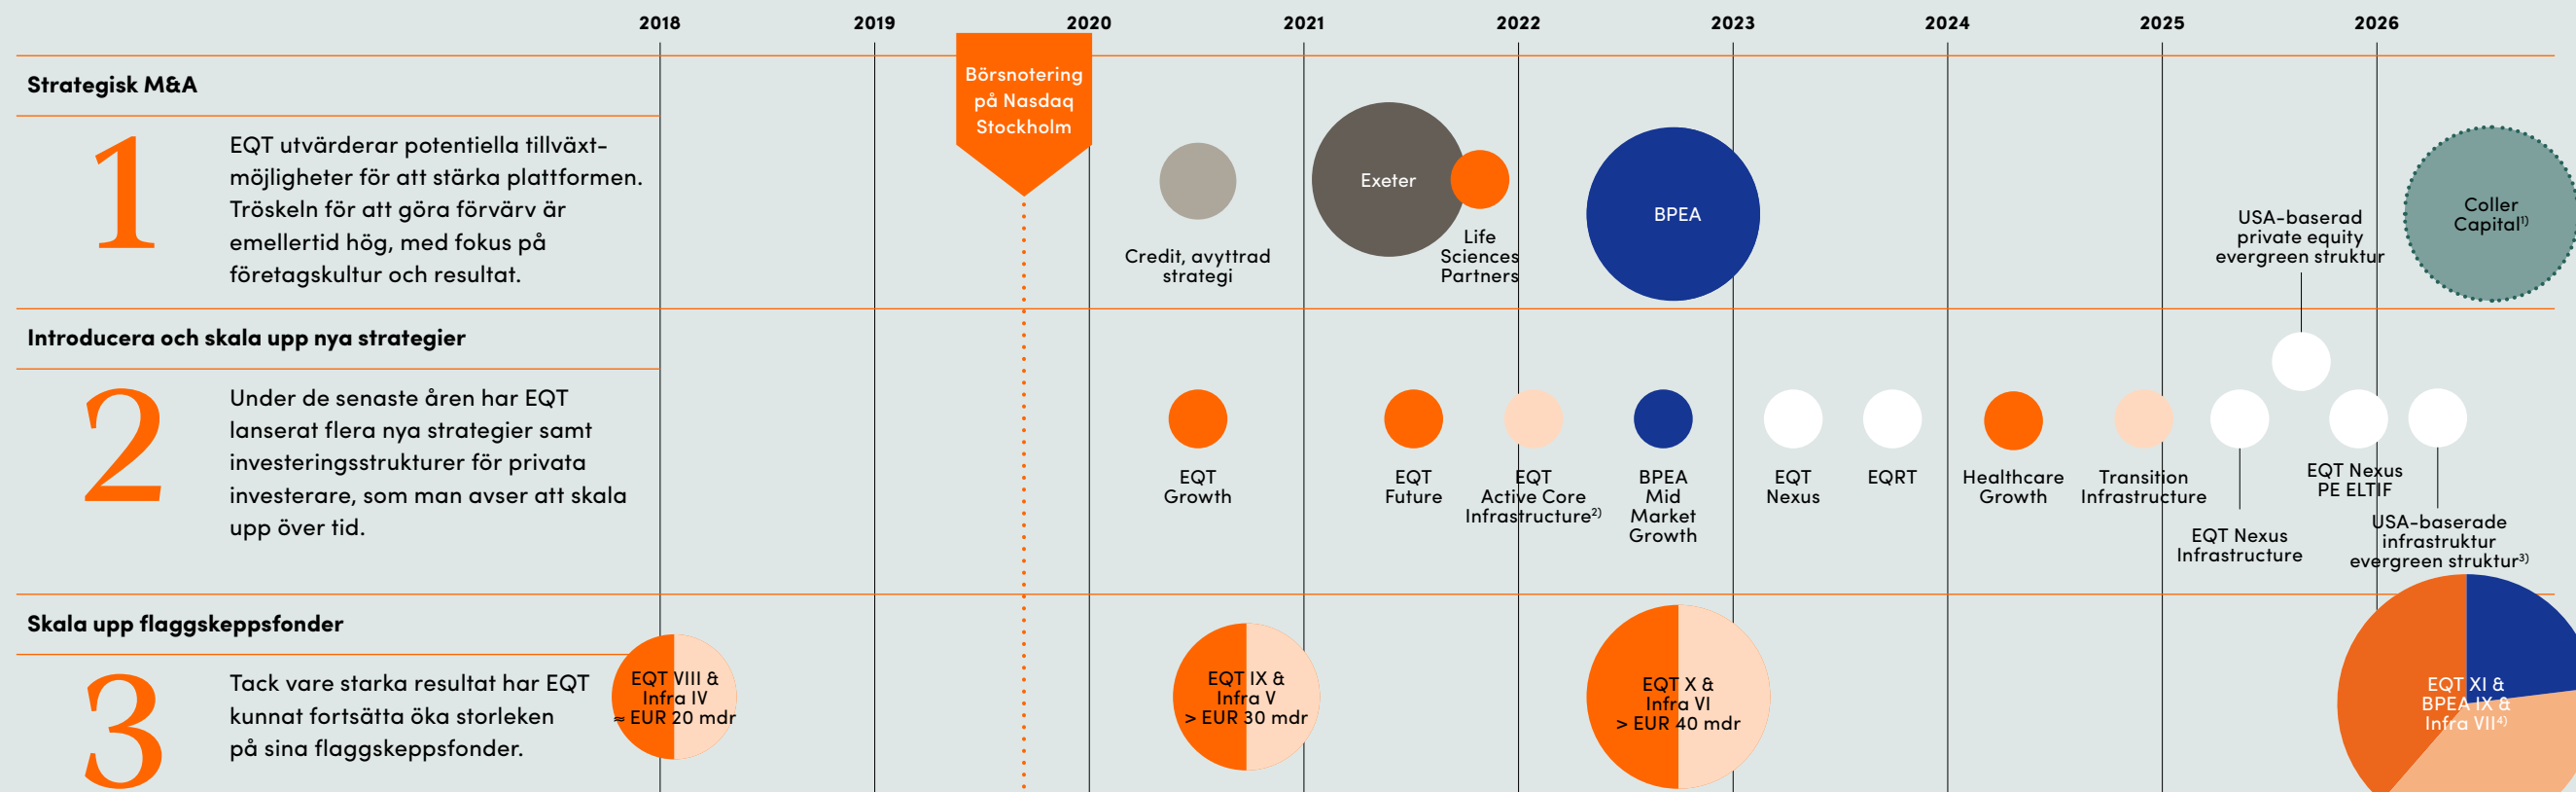 2018 2019 2020 2021 2022 2023 2024 2025 2026
Börsnotering
på Nasdaq
Stockholm
Strategisk M&A
1
EQT utvärderar potentiella tillväxt-
möjligheter för att stärka plattformen.
Tröskeln för att göra förvärv är
emellertid hög, med fokus på
företagskultur och resultat.
Credit, avyttrad
strategi
Exeter
Life
Sciences
Partners
BPEA
USA-baserad
private equity
evergreen struktur
Coller
Capital¹⁾
Introducera och skala upp nya strategier
2
Under de senaste åren har EQT
lanserat flera nya strategier samt
investeringsstrukturer för privata
investerare, som man avser att skala
upp över tid.
EQT
Growth
EQT
Future
EQT
Active Core
Infrastructure²⁾
BPEA
Mid
Market
Growth
EQT
Nexus
EQRT
Healthcare
Growth
Transition
Infrastructure
EQT Nexus
Infrastructure
EQT Nexus
PE ELTIF
USA-baserade
infrastruktur
evergreen struktur³⁾
Skala upp flaggskeppsfonder
3
Tack vare starka resultat har EQT
kunnat fortsätta öka storleken
på sina flaggskeppsfonder.
EQT VIII &
Infra IV
≈ EUR 20 mdr
EQT IX &
Infra V
> EUR 30 mdr
EQT X &
Infra VI
> EUR 40 mdr
EQT XI &
BPEA IX &
Infra VII⁴⁾